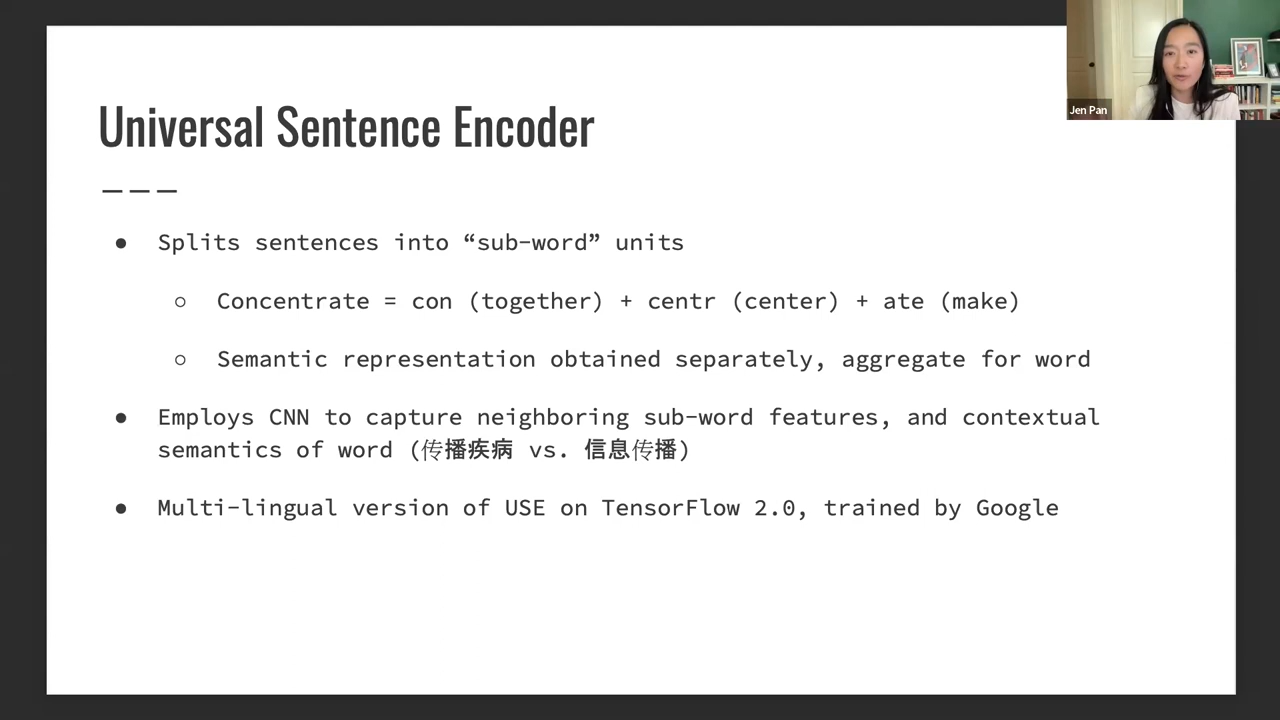 Jen Pan
Universal Sentence Encoder
———
● Splits sentences into “sub-word” units
○ Concentrate = con (together) + centr (center) + ate (make)
○ Semantic representation obtained separately, aggregate for word
● Employs CNN to capture neighboring sub-word features, and contextual
semantics of word (传播疾病 vs. 信息传播)
● Multi-lingual version of USE on TensorFlow 2.0, trained by Google